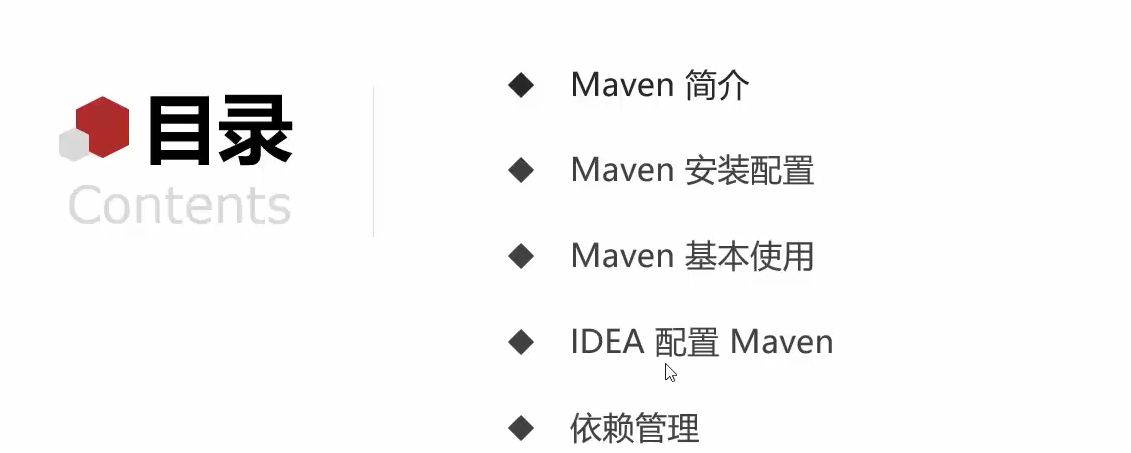 目录
Contents
Maven 简介
Maven 安装配置
Maven 基本使用
IDEA 配置 Maven
依赖管理